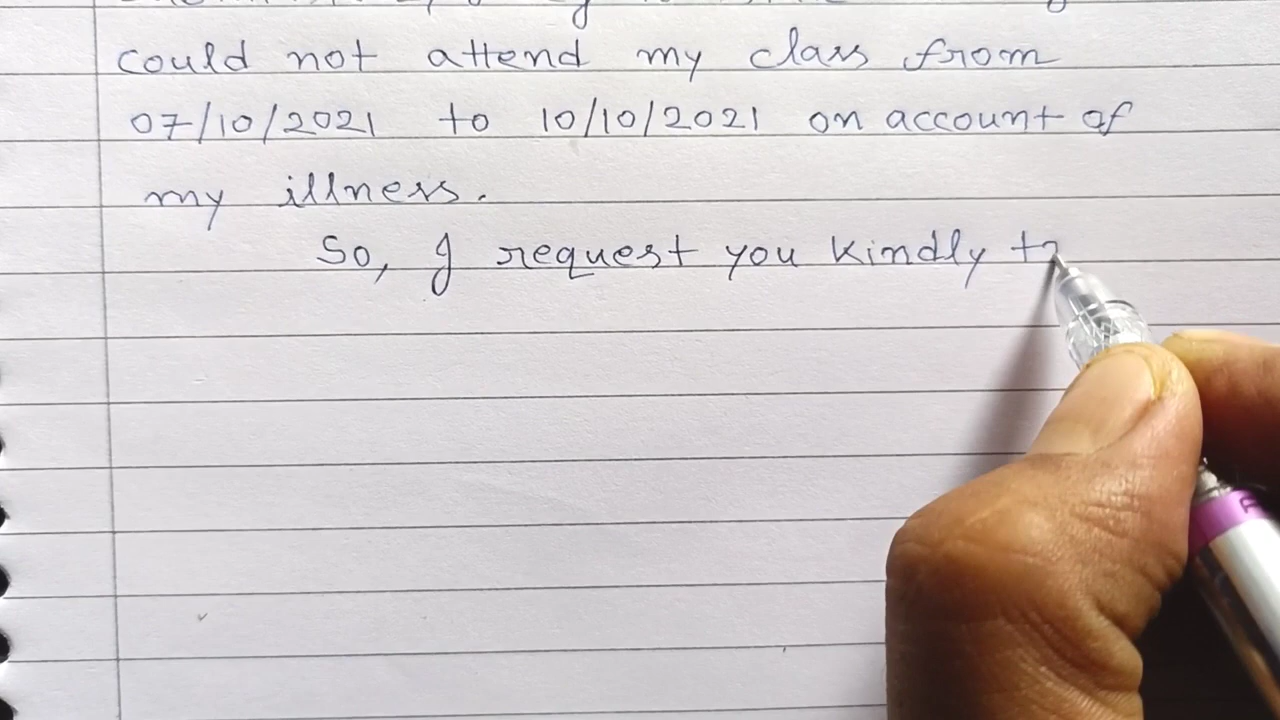 could not attend my class from
07/10/2021 to 10/10/2021 on account of
my illness.
So, I request you kindly to